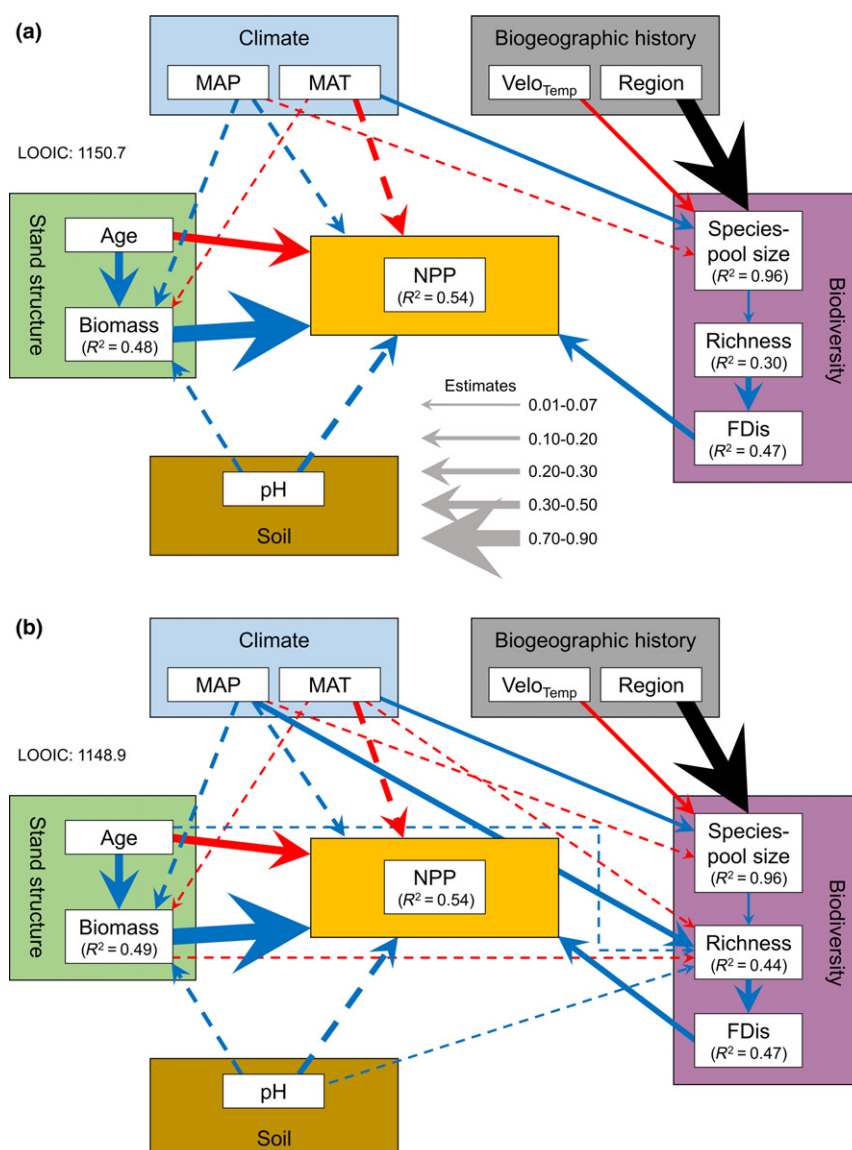 (a)
Climate
MAP
MAT
Biogeographic history
Velo_Temp
Region
LOOIC: 1150.7
Stand structure
Age
Biomass
(R² = 0.48)
NPP
(R² = 0.54)
Species-
pool size
(R² = 0.96)
Richness
(R² = 0.30)
FDis
(R² = 0.47)
Biodiversity
Estimates
0.01-0.07
0.10-0.20
0.20-0.30
0.30-0.50
0.70-0.90
pH
Soil
(b)
Climate
MAP
MAT
Biogeographic history
Velo_Temp
Region
LOOIC: 1148.9
Stand structure
Age
Biomass
(R² = 0.49)
NPP
(R² = 0.54)
Species-
pool size
(R² = 0.96)
Richness
(R² = 0.44)
FDis
(R² = 0.47)
Biodiversity
pH
Soil